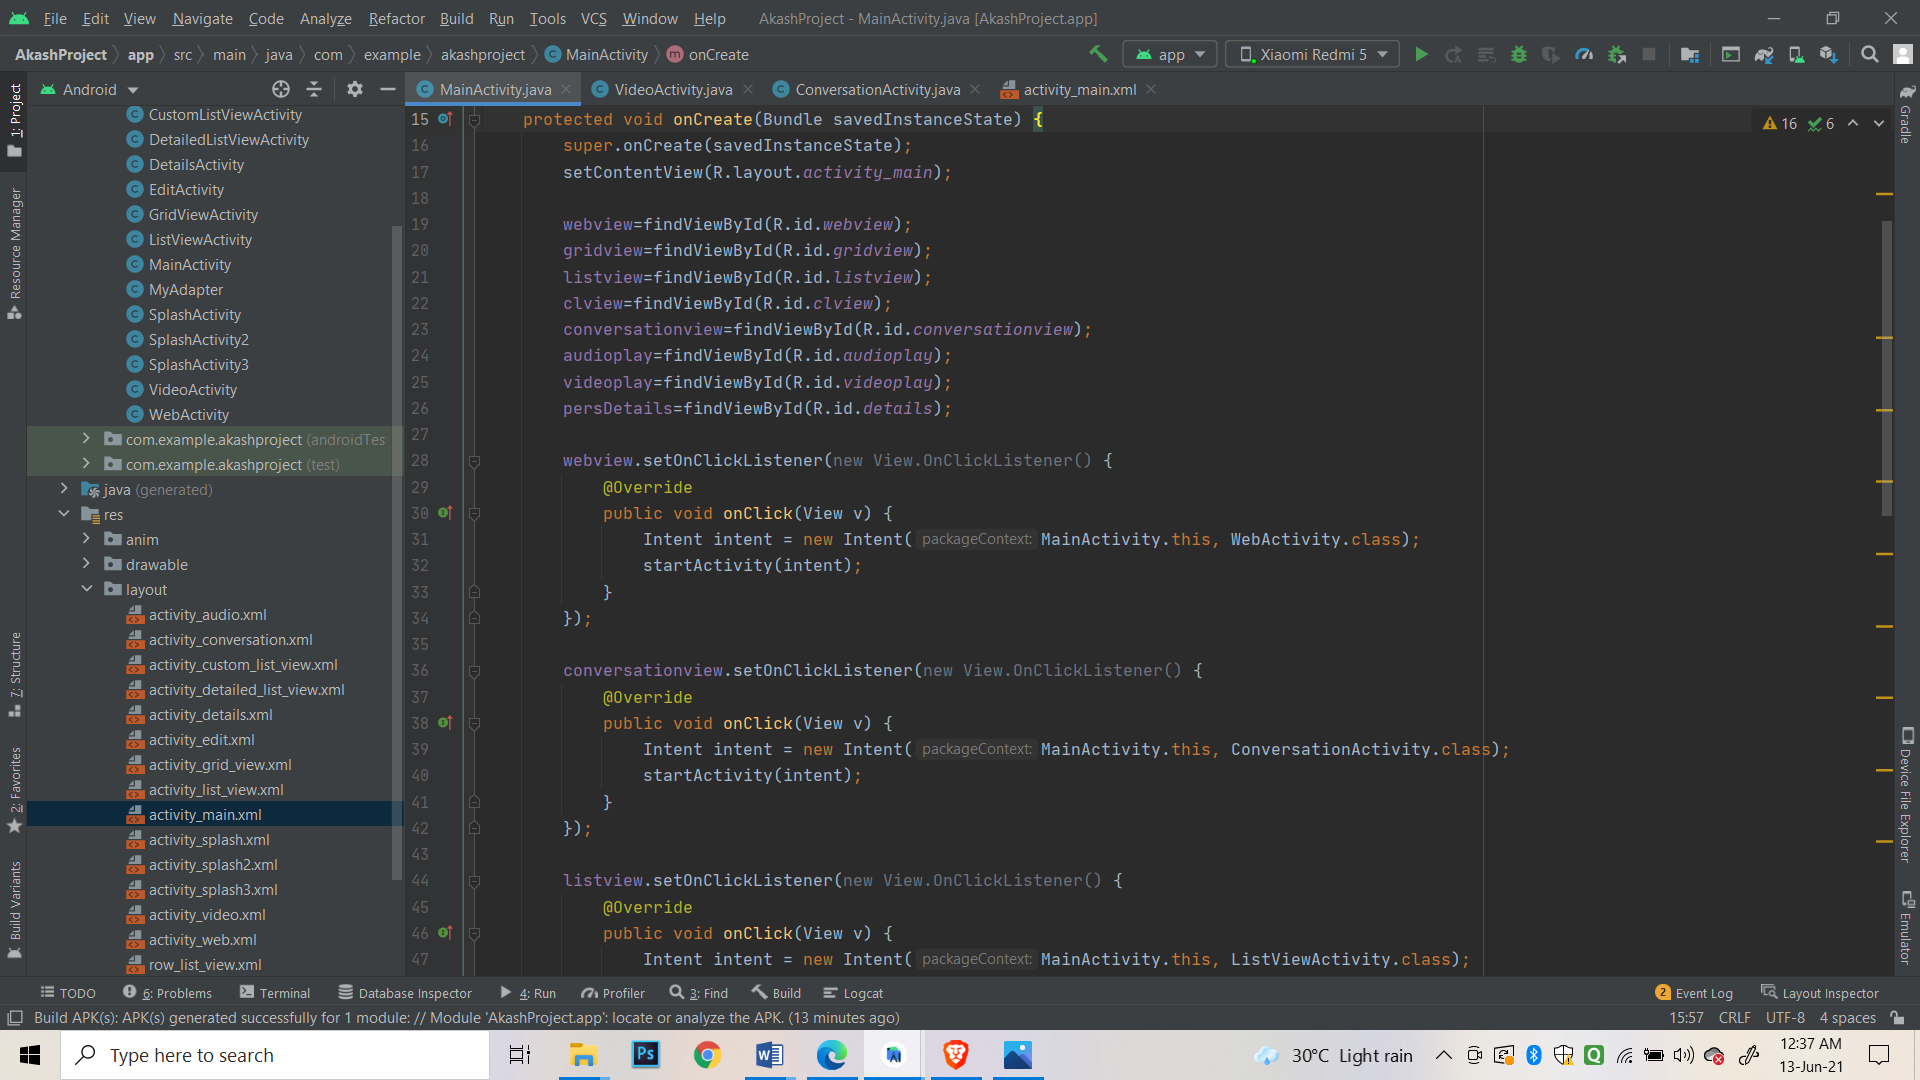 File Edit View Navigate Code Analyze Refactor Build Run Tools VCS Window Help AkashProject - MainActivity.java [AkashProject.app]
AkashProject app src main java com example akashproject MainActivity onCreate app Xiaomi Redmi 5
Android MainActivity.java VideoActivity.java ConversationActivity.java activity_main.xml
1: Project
Resource Manager
7: Structure
2: Favorites
Build Variants
CustomListViewActivity
DetailedListViewActivity
DetailsActivity
EditActivity
GridViewActivity
ListViewActivity
MainActivity
MyAdapter
SplashActivity
SplashActivity2
SplashActivity3
VideoActivity
WebActivity
com.example.akashproject (androidTes
com.example.akashproject (test)
java (generated)
res
anim
drawable
layout
activity_audio.xml
activity_conversation.xml
activity_custom_list_view.xml
activity_detailed_list_view.xml
activity_details.xml
activity_edit.xml
activity_grid_view.xml
activity_list_view.xml
activity_main.xml
activity_splash.xml
activity_splash2.xml
activity_splash3.xml
activity_video.xml
activity_web.xml
row_list_view.xml
15 protected void onCreate(Bundle savedInstanceState) {
16 super.onCreate(savedInstanceState);
17 setContentView(R.layout.activity_main);
18
19 webview=findViewById(R.id.webview);
20 gridview=findViewById(R.id.gridview);
21 listview=findViewById(R.id.listview);
22 clview=findViewById(R.id.clview);
23 conversationview=findViewById(R.id.conversationview);
24 audioplay=findViewById(R.id.audioplay);
25 videoplay=findViewById(R.id.videoplay);
26 persDetails=findViewById(R.id.details);
27
28 webview.setOnClickListener(new View.OnClickListener() {
29 @Override
30 public void onClick(View v) {
31 Intent intent = new Intent( packageContext: MainActivity.this, WebActivity.class);
32 startActivity(intent);
33 }
34 });
35
36 conversationview.setOnClickListener(new View.OnClickListener() {
37 @Override
38 public void onClick(View v) {
39 Intent intent = new Intent( packageContext: MainActivity.this, ConversationActivity.class);
40 startActivity(intent);
41 }
42 });
43
44 listview.setOnClickListener(new View.OnClickListener() {
45 @Override
46 public void onClick(View v) {
47 Intent intent = new Intent( packageContext: MainActivity.this, ListViewActivity.class);
16 6
Gradle
Device File Explorer
Emulator
TODO 6: Problems Terminal Database Inspector 4: Run Profiler 3: Find Build Logcat 2 Event Log Layout Inspector
Build APK(s): APK(s) generated successfully for 1 module: // Module 'AkashProject.app': locate or analyze the APK. (13 minutes ago) 15:57 CRLF UTF-8 4 spaces
Type here to search Ps 30°C Light rain 12:37 AM
13-Jun-21